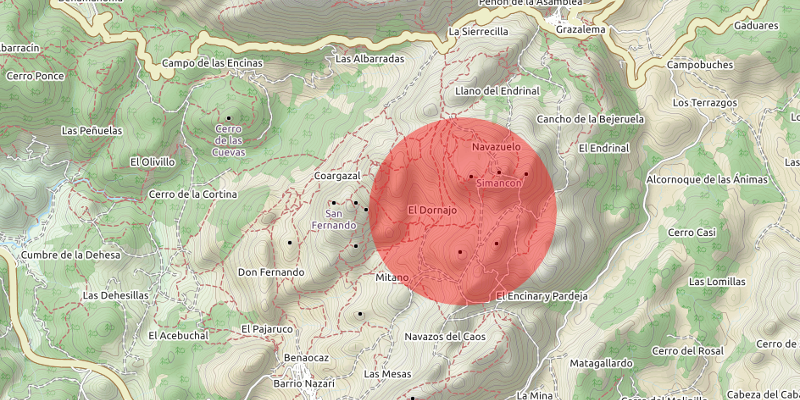 Peñón de la Asamblea
Grazalema
La Sierrecilla
Gaduares
Campo de las Encinas
Las Albarradas
Campobuches
Cerro Ponce
Llano del Endrinal
Los Terrazgos
Cerro
de las
Cuevas
Las Peñuelas
Cancho de la Bejeruela
Navazuelo
El Endrinal
El Olivillo
Coargazal
Simancón
Alcornoque de las Ánimas
Cerro de la Cortina
San
Fernando
El Dornajo
Cerro Casi
Cumbre de la Dehesa
Don Fernando
Mitano
Las Lomillas
Las Dehesillas
El Encinar y Pardeja
El Acebuchal
El Pajaruco
Navazos del Caos
Benaocaz
Cerro del Rosal
Cerro de
Matagallardo
Las Mesas
Barrio Nazari
La Mina
Cabeza del Caba